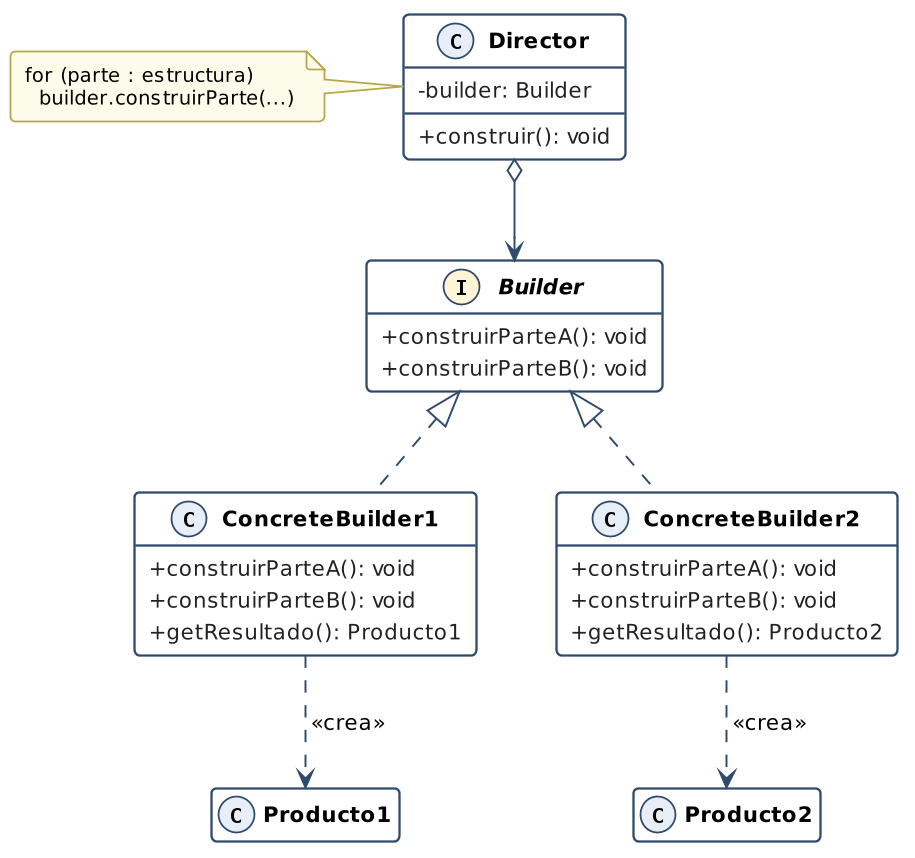 C Director
-builder: Builder
+construir(): void
for (parte : estructura)
builder.construirParte(...)
I Builder
+construirParteA(): void
+construirParteB(): void
C ConcreteBuilder1
+construirParteA(): void
+construirParteB(): void
+getResultado(): Producto1
C ConcreteBuilder2
+construirParteA(): void
+construirParteB(): void
+getResultado(): Producto2
«crea»
«crea»
C Producto1
C Producto2